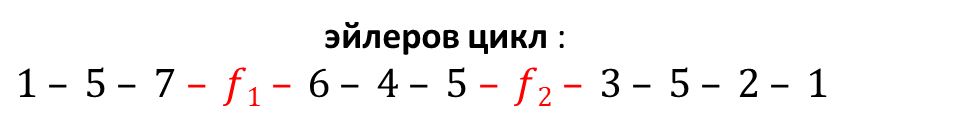 эйлеров цикл :
1 – 5 – 7 – f₁ – 6 – 4 – 5 – f₂ – 3 – 5 – 2 – 1